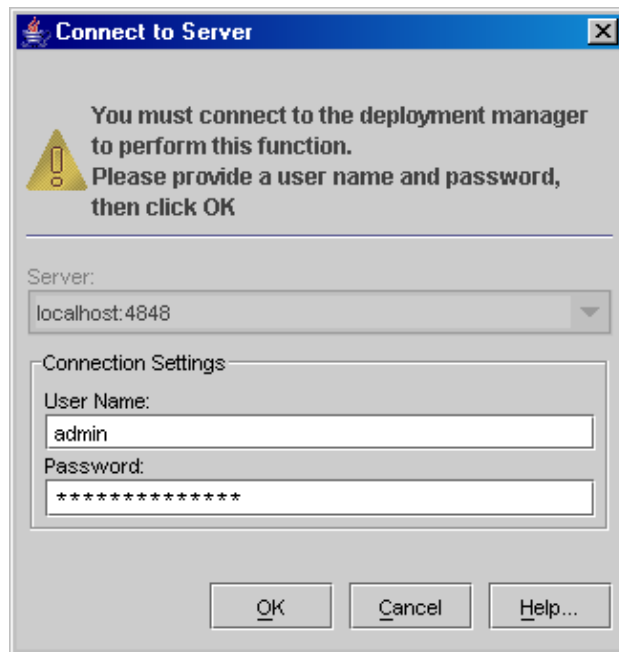 Connect to Server
You must connect to the deployment manager
to perform this function.
Please provide a user name and password,
then click OK
Server:
localhost:4848
Connection Settings
User Name:
admin
Password:
**************
OK
Cancel
Help...